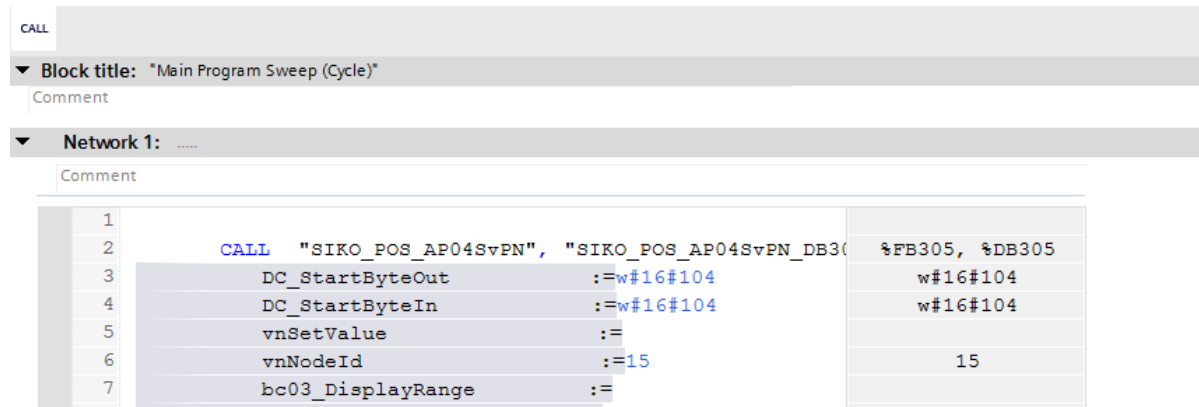 CALL
Block title: "Main Program Sweep (Cycle)"
Comment
Network 1: .....
Comment
1
2 CALL "SIKO_POS_AP04SvPN", "SIKO_POS_AP04SvPN_DB30 %FB305, %DB305
3 DC_StartByteOut :=w#16#104 w#16#104
4 DC_StartByteIn :=w#16#104 w#16#104
5 vnSetValue :=
6 vnNodeId :=15 15
7 bc03_DisplayRange :=